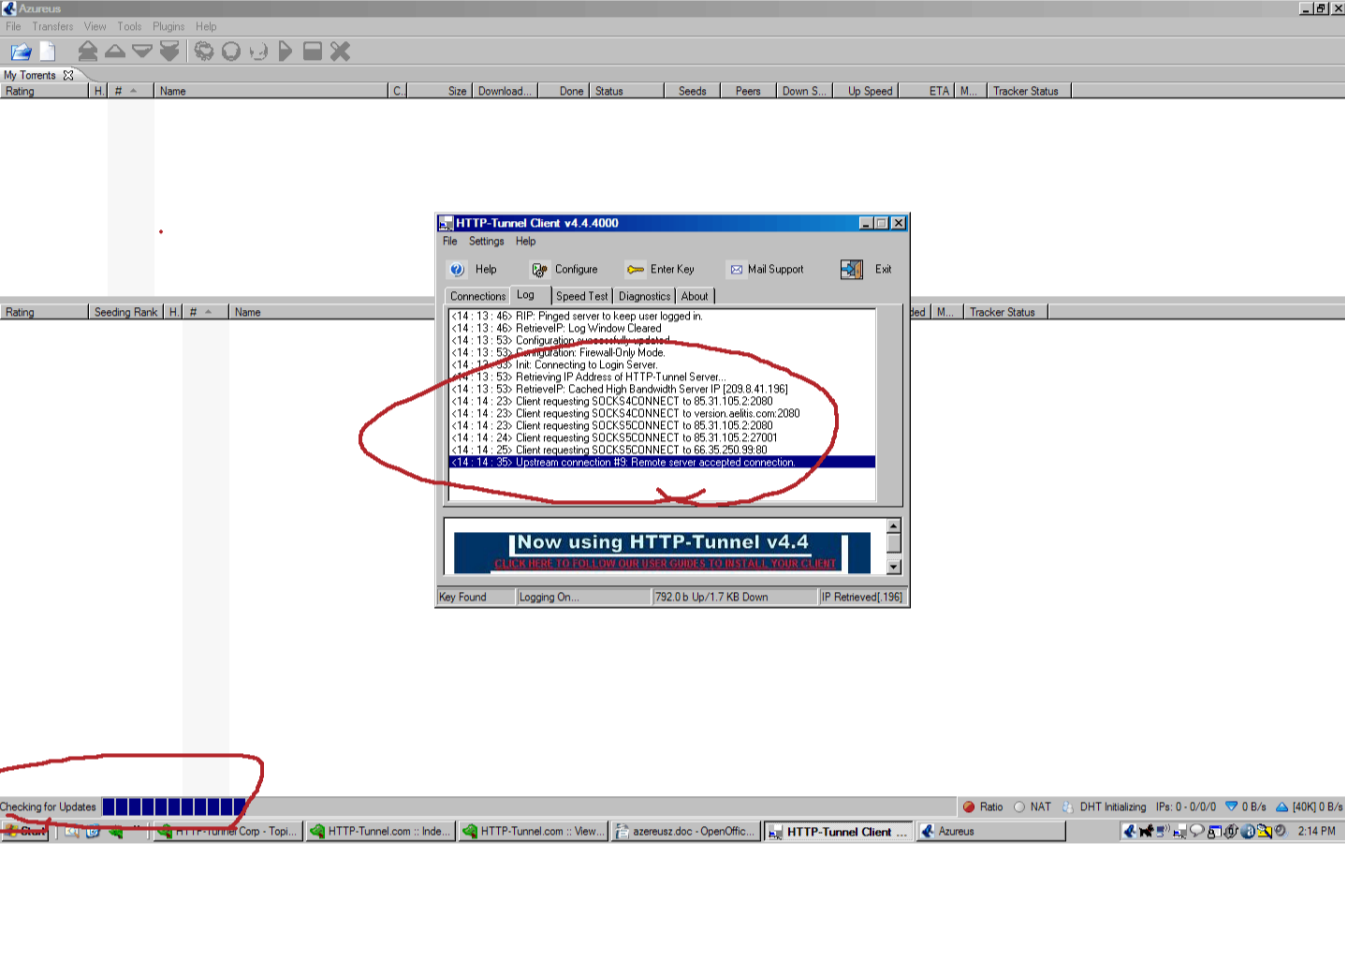 Azureus
File Transfers View Tools Plugins Help
My Torrents
Rating H. # Name C. Size Download... Done Status Seeds Peers Down S... Up Speed ETA M... Tracker Status
HTTP-Tunnel Client v4.4.4000
File Settings Help
Help Configure Enter Key Mail Support Exit
Connections Log Speed Test Diagnostics About
Rating Seeding Rank H. # Name ded M... Tracker Status
<14 : 13 : 46> RIP: Pinged server to keep user logged in.
<14 : 13 : 46> RetrieveIP: Log Window Cleared
<14 : 13 : 53> Configuration successfully updated.
<14 : 13 : 53> Configuration: Firewall-Only Mode.
<14 : 13 : 53> Init: Connecting to Login Server.
<14 : 13 : 53> Retrieving IP Address of HTTP-Tunnel Server...
<14 : 13 : 53> RetrieveIP: Cached High Bandwidth Server IP [209.8.41.196]
<14 : 14 : 23> Client requesting SOCKS4CONNECT to 85.31.105.2:2080
<14 : 14 : 23> Client requesting SOCKS4CONNECT to version.aelitis.com:2080
<14 : 14 : 23> Client requesting SOCKS5CONNECT to 85.31.105.2:2080
<14 : 14 : 24> Client requesting SOCKS5CONNECT to 85.31.105.2:27001
<14 : 14 : 25> Client requesting SOCKS5CONNECT to 66.35.250.99:80
<14 : 14 : 35> Upstream connection #9: Remote server accepted connection.
Now using HTTP-Tunnel v4.4
CLICK HERE TO FOLLOW OUR USER GUIDES TO INSTALL YOUR CLIENT
Key Found Logging On... 792.0 b Up/1.7 KB Down IP Retrieved[.196]
Checking for Updates Ratio NAT DHT Initializing IPs: 0 - 0/0/0 0 B/s [40K] 0 B/s
Start HTTP-Tunnel Corp - Topi... HTTP-Tunnel.com :: Inde... HTTP-Tunnel.com :: View... azereusz.doc - OpenOffic... HTTP-Tunnel Client ... Azureus 2:14 PM